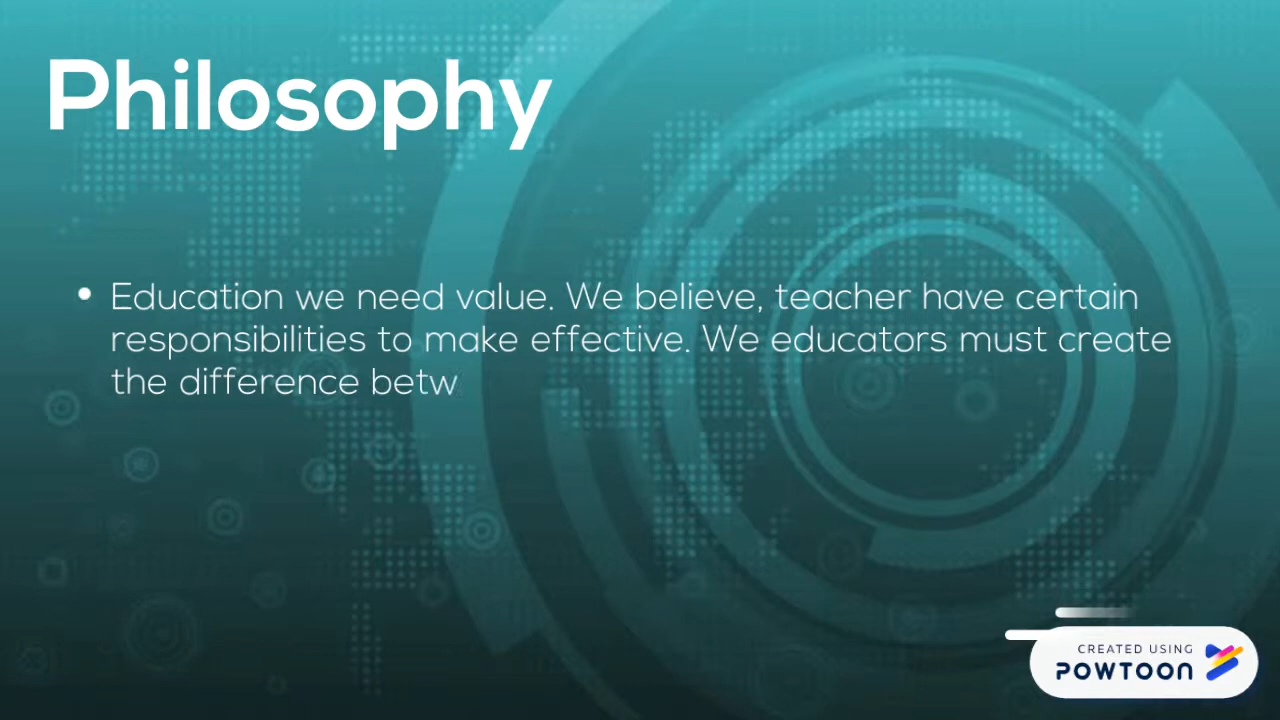 Philosophy
• Education we need value. We believe, teacher have certain
responsibilities to make effective. We educators must create
the difference betw
CREATED USING
POWTOON